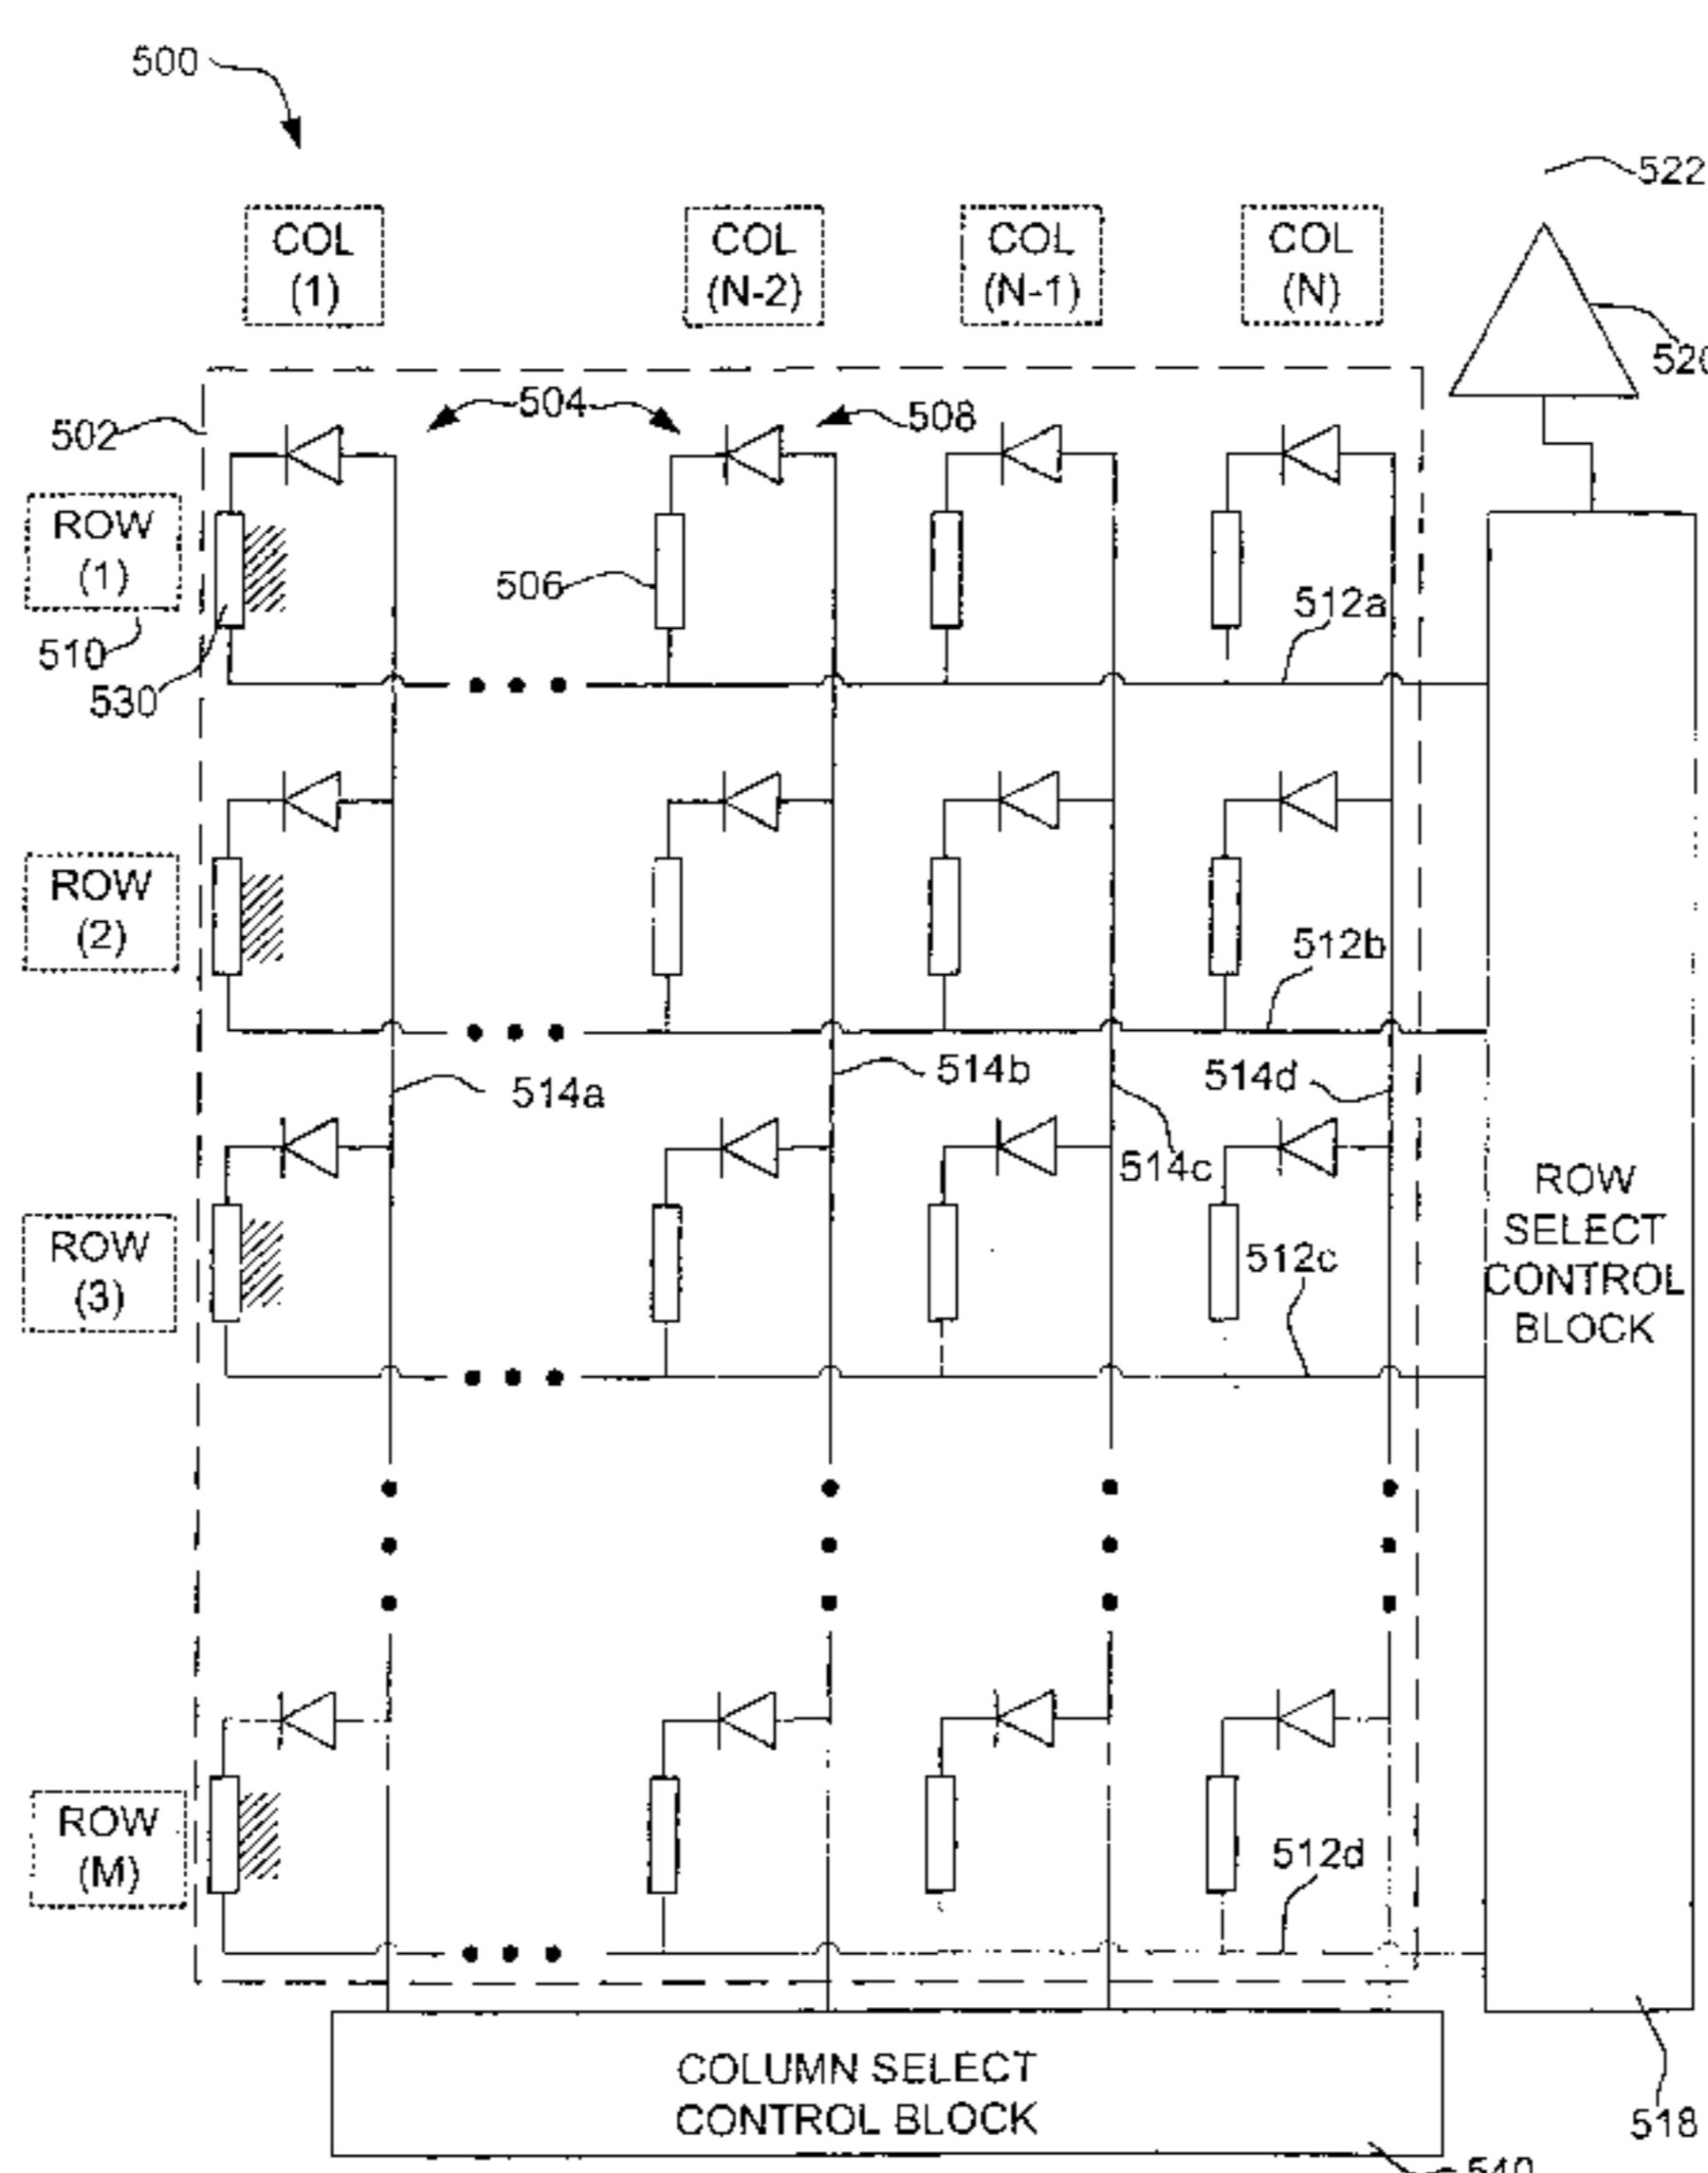 500
522
COL
(1)
COL
(N-2)
COL
(N-1)
COL
(N)
520
502
504
508
ROW
(1)
506
512a
510
530
ROW
(2)
512b
514a
514b
514d
514c
ROW
(3)
512c
ROW
SELECT
CONTROL
BLOCK
ROW
(M)
512d
COLUMN SELECT
CONTROL BLOCK
518
540